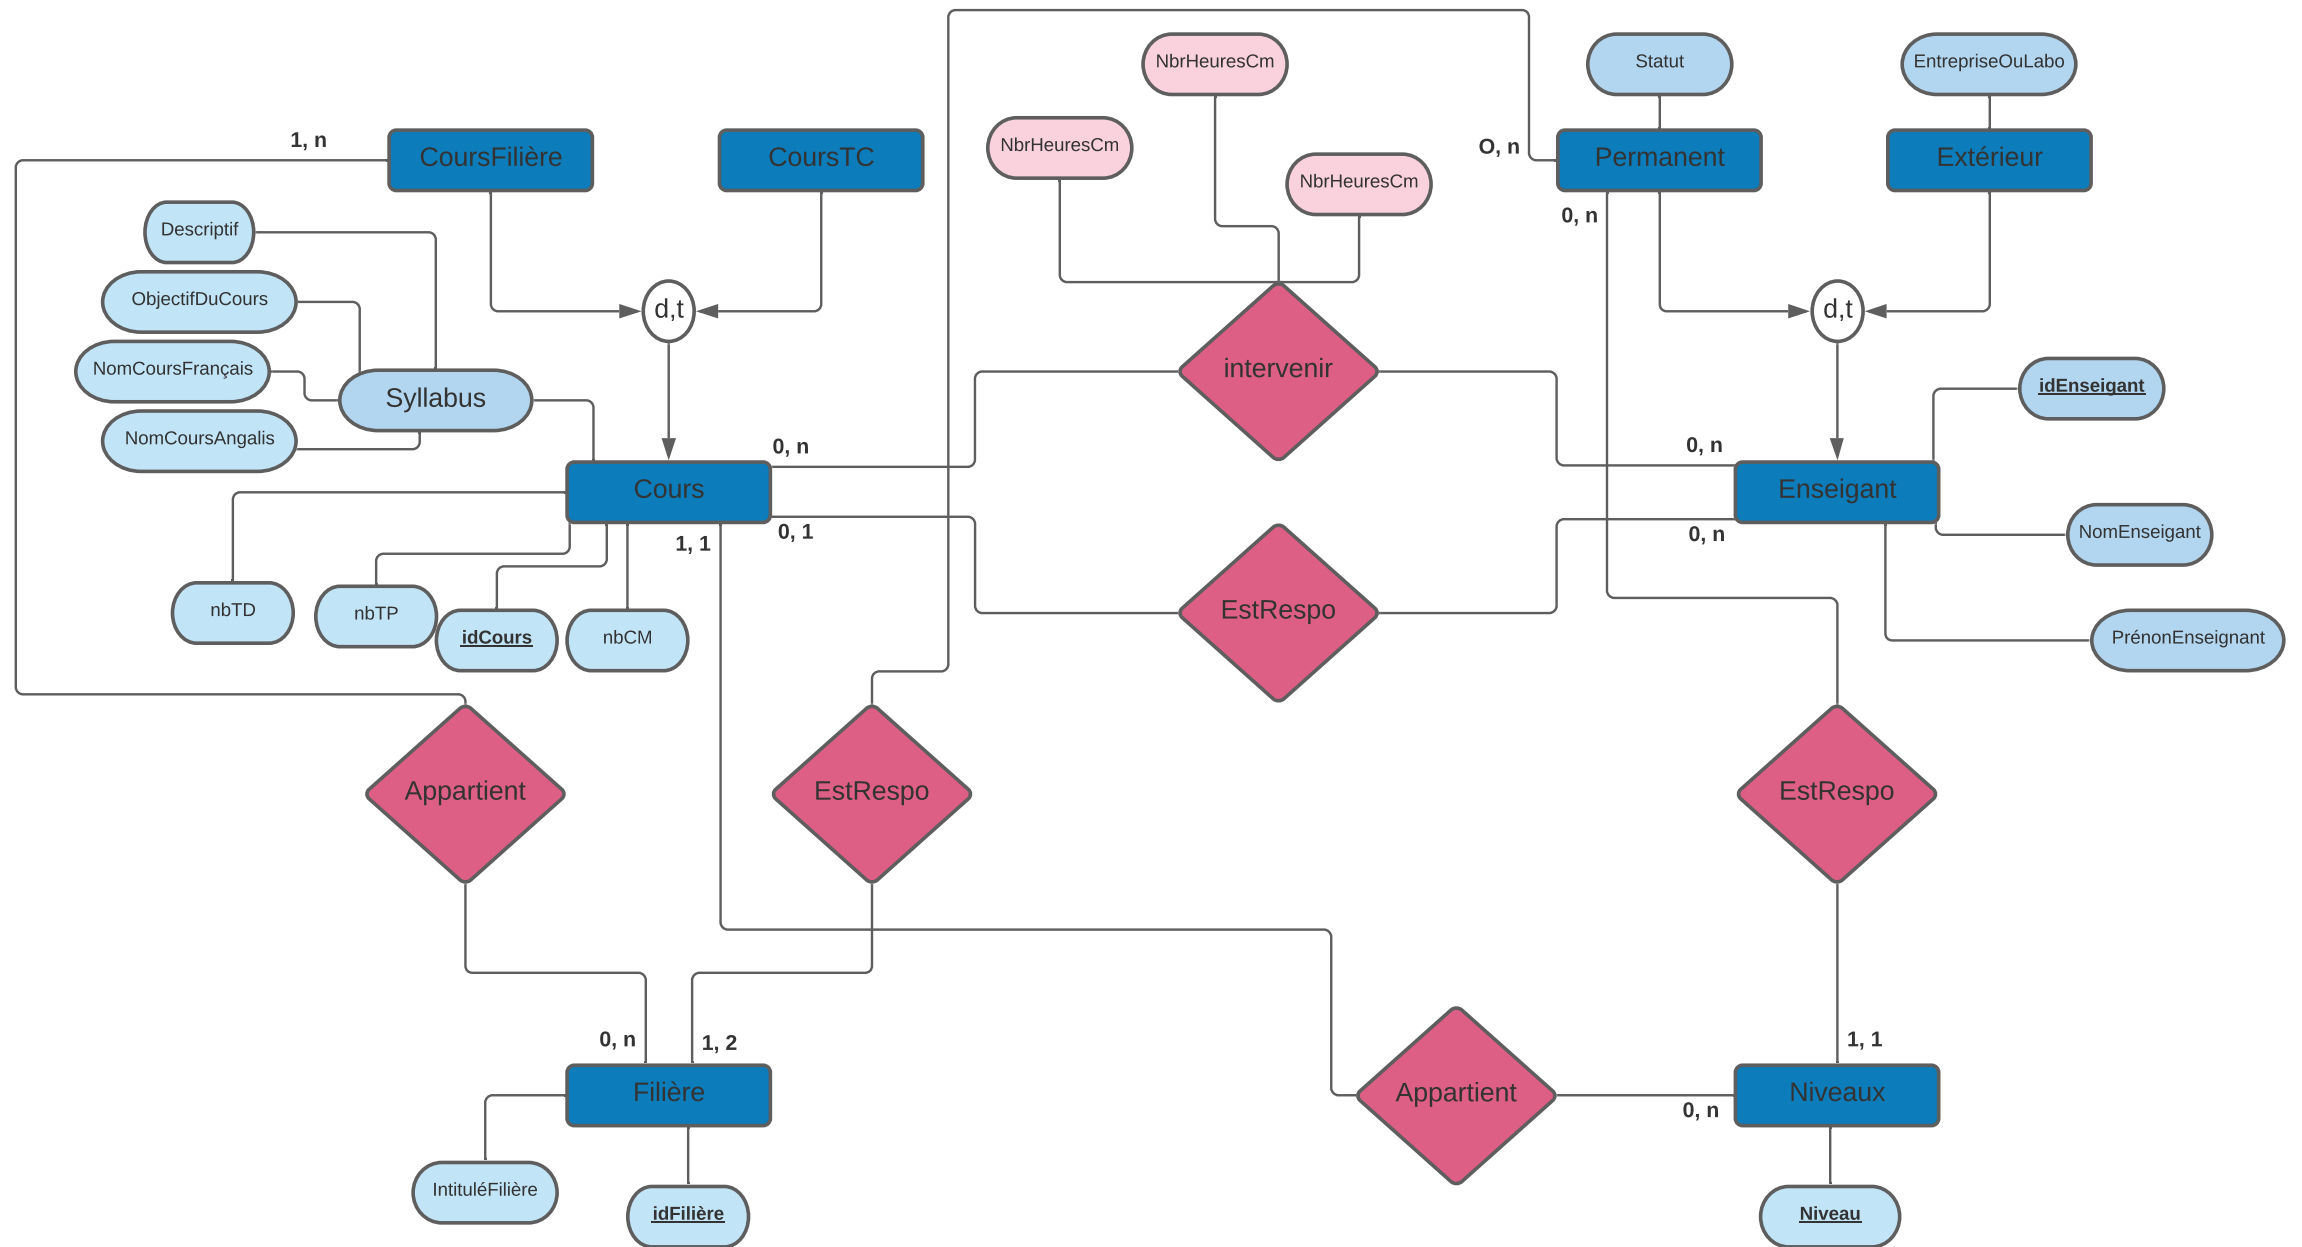 NbrHeuresCm
Statut
EntrepriseOuLabo
1, n
CoursFilière
CoursTC
NbrHeuresCm
NbrHeuresCm
O, n
Permanent
Extérieur
0, n
Descriptif
ObjectifDuCours
d,t
d,t
NomCoursFrançais
Syllabus
intervenir
idEnseigant
NomCoursAngalis
0, n
0, n
Cours
Enseigant
1, 1
0, 1
0, n
NomEnseigant
nbTD
nbTP
idCours
nbCM
EstRespo
PrénonEnseignant
Appartient
EstRespo
EstRespo
0, n
1, 2
1, 1
Filière
Appartient
0, n
Niveaux
IntituléFilière
idFilière
Niveau